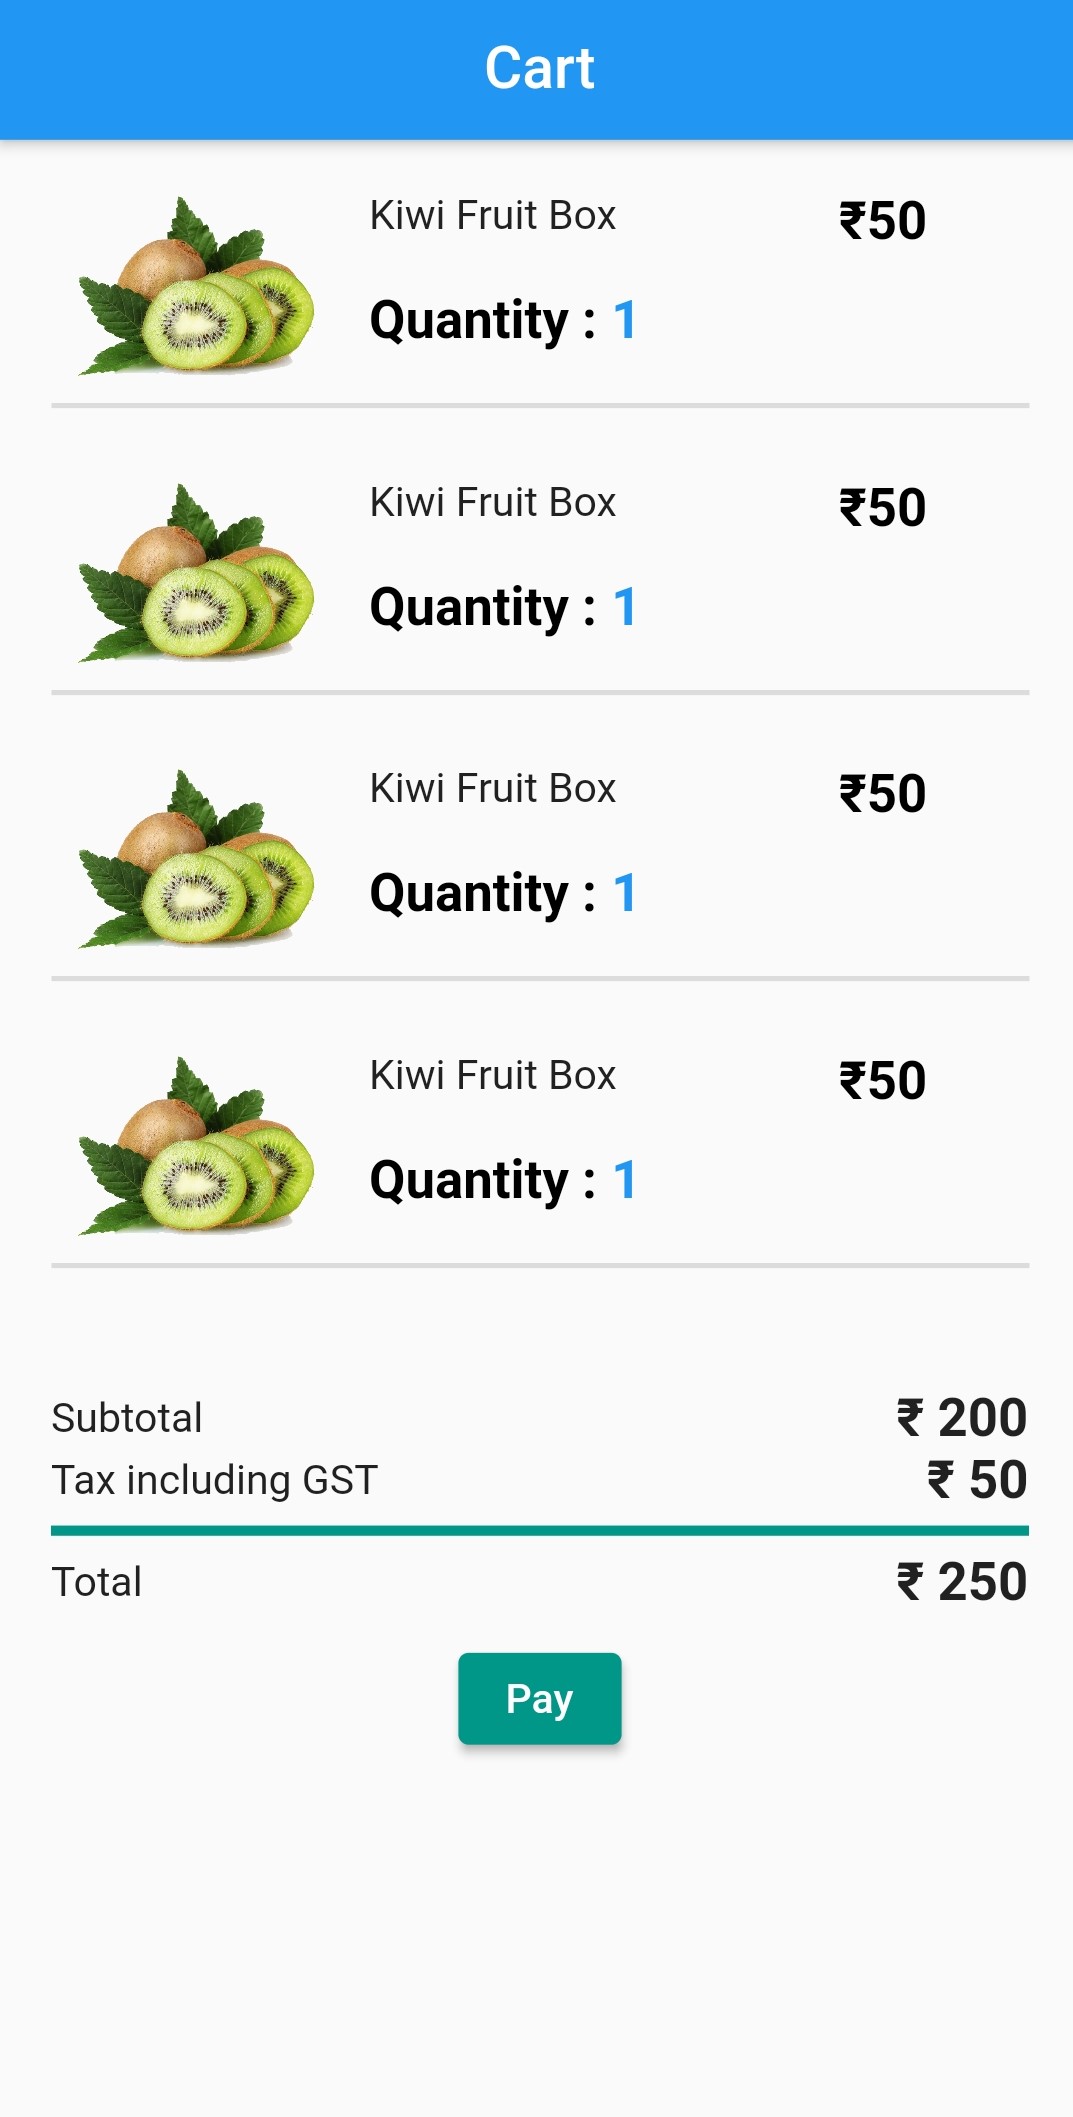 Cart
Kiwi Fruit Box ₹50
Quantity : 1
Kiwi Fruit Box ₹50
Quantity : 1
Kiwi Fruit Box ₹50
Quantity : 1
Kiwi Fruit Box ₹50
Quantity : 1
Subtotal ₹ 200
Tax including GST ₹ 50
Total ₹ 250
Pay